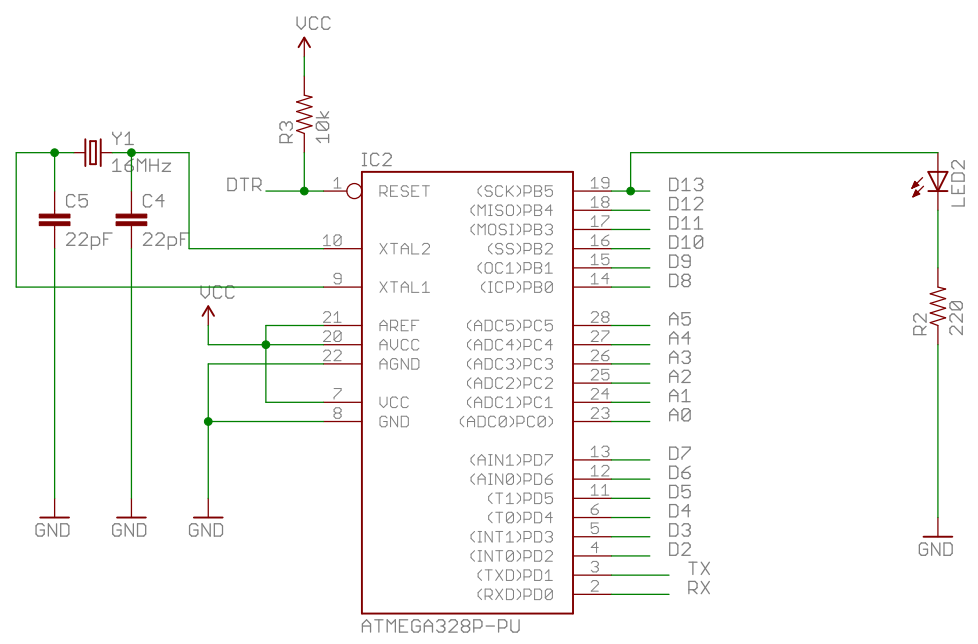 VCC
R3
10k
Y1
16MHz
C5
22pF
C4
22pF
DTR
IC2
1 RESET
10 XTAL2
9 XTAL1
VCC
21 AREF
20 AVCC
22 AGND
7 VCC
8 GND
(SCK)PB5 19 D13
(MISO)PB4 18 D12
(MOSI)PB3 17 D11
(SS)PB2 16 D10
(OC1)PB1 15 D9
(ICP)PB0 14 D8
(ADC5)PC5 28 A5
(ADC4)PC4 27 A4
(ADC3)PC3 26 A3
(ADC2)PC2 25 A2
(ADC1)PC1 24 A1
(ADC0)PC0) 23 A0
(AIN1)PD7 13 D7
(AIN0)PD6 12 D6
(T1)PD5 11 D5
(T0)PD4 6 D4
(INT1)PD3 5 D3
(INT0)PD2 4 D2
(TXD)PD1 3 TX
(RXD)PD0 2 RX
ATMEGA328P-PU
LED2
R2
220
GND
GND
GND
GND